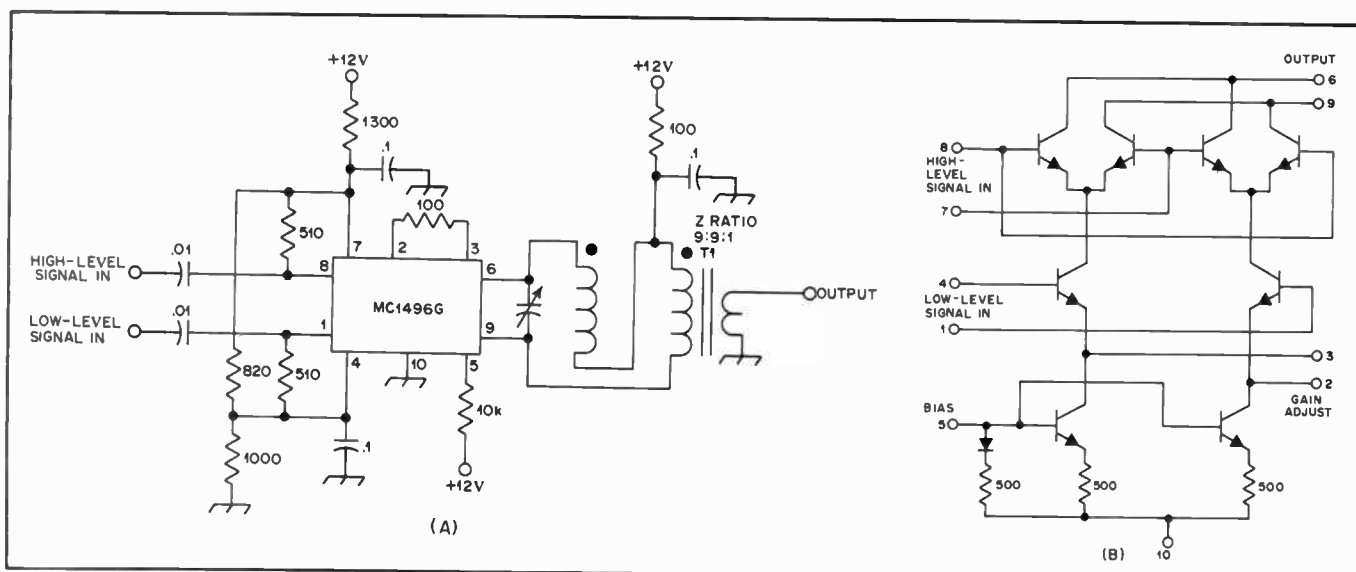 +12V
1300
.1
100
510
.01
HIGH-LEVEL
SIGNAL IN
LOW-LEVEL
SIGNAL IN
.01
7
2
3
8
6
MC1496G
1
9
4
10
5
820
510
10k
1000
.1
+12V
(A)
+12V
100
.1
Z RATIO
9:9:1
T1
OUTPUT
OUTPUT
6
9
8
HIGH-
LEVEL
SIGNAL IN
7
4
LOW-LEVEL
SIGNAL IN
1
3
2
GAIN
ADJUST
BIAS
5
500
500
500
(B)
10